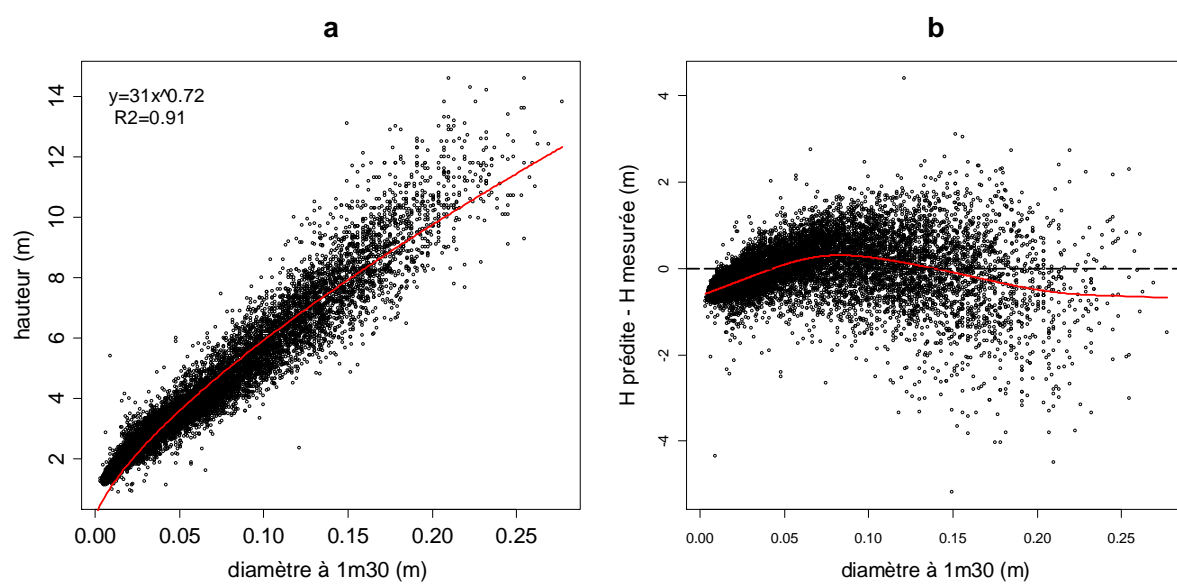 a
y=31x^0.72
R2=0.91
hauteur (m)
14
12
10
8
6
4
2
0.00 0.05 0.10 0.15 0.20 0.25
diamètre à 1m30 (m)
b
H prédite - H mesurée (m)
4
2
0
-2
-4
0.00 0.05 0.10 0.15 0.20 0.25
diamètre à 1m30 (m)